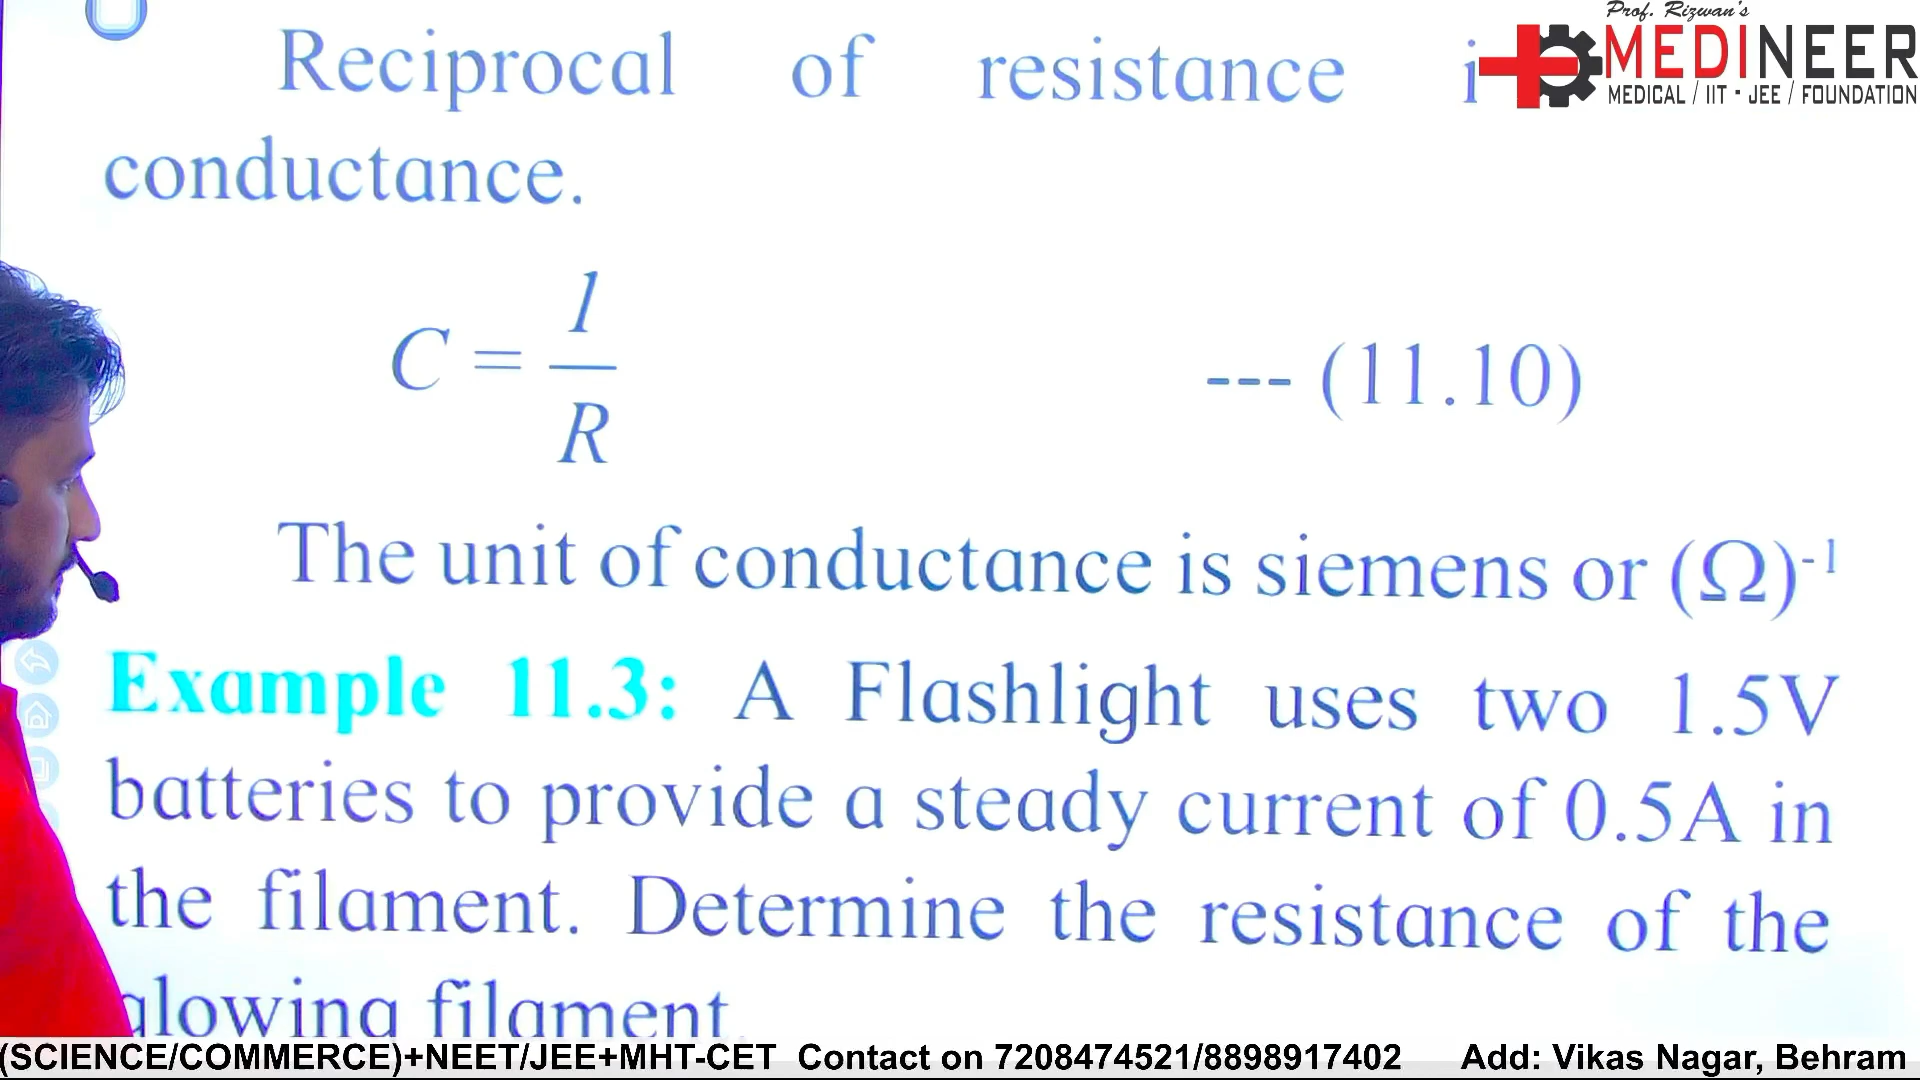 Prof. Rizwan's
MEDINEER
MEDICAL / IIT - JEE / FOUNDATION
Reciprocal of resistance
conductance.
C = 1/R --- (11.10)
The unit of conductance is siemens or (Ω)⁻¹
Example 11.3: A Flashlight uses two 1.5V
batteries to provide a steady current of 0.5A in
the filament. Determine the resistance of the
glowing filament.
(SCIENCE/COMMERCE)+NEET/JEE+MHT-CET Contact on 7208474521/8898917402 Add: Vikas Nagar, Behram